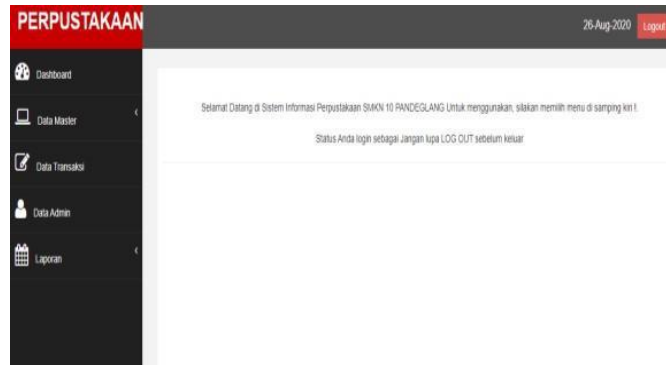 PERPUSTAKAAN
26-Aug-2020 Logout
Dashboard
Data Master
Data Transaksi
Data Admin
Laporan
Selamat Datang di Sistem Informasi Perpustakaan SMKN 10 PANDEGLANG Untuk menggunakan, silakan memilih menu di samping kiri !.
Status Anda login sebagai Jangan lupa LOG OUT sebelum keluar